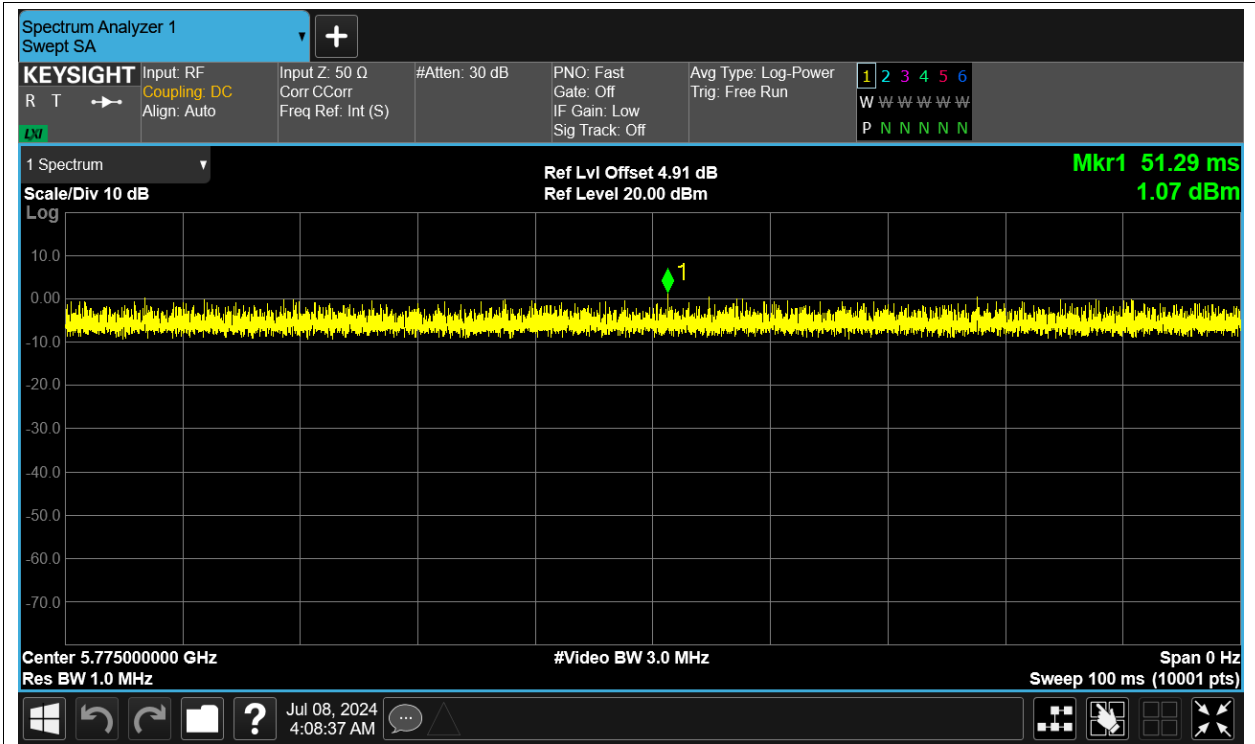 Spectrum Analyzer 1
Swept SA
KEYSIGHT
R T
LXI
Input: RF
Coupling: DC
Align: Auto
Input Z: 50 Ω
Corr CCorr
Freq Ref: Int (S)
#Atten: 30 dB
PNO: Fast
Gate: Off
IF Gain: Low
Sig Track: Off
Avg Type: Log-Power
Trig: Free Run
1 2 3 4 5 6
W W W W W W
P N N N N N
1 Spectrum
Scale/Div 10 dB
Log
Ref Lvl Offset 4.91 dB
Ref Level 20.00 dBm
Mkr1 51.29 ms
1.07 dBm
1
10.0
0.00
-10.0
-20.0
-30.0
-40.0
-50.0
-60.0
-70.0
Center 5.775000000 GHz
Res BW 1.0 MHz
#Video BW 3.0 MHz
Span 0 Hz
Sweep 100 ms (10001 pts)
?
Jul 08, 2024
4:08:37 AM